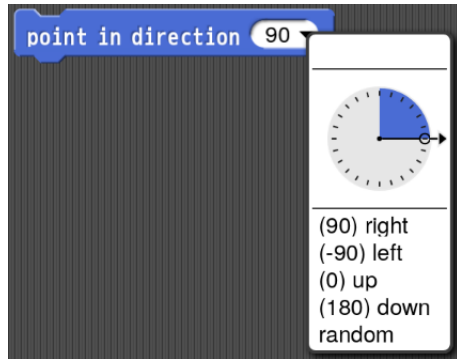 point in direction 90
(90) right
(-90) left
(0) up
(180) down
random